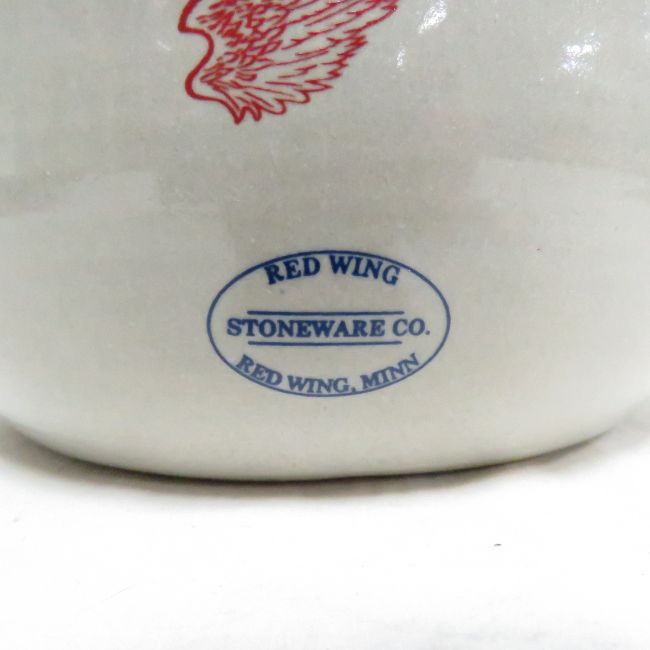 RED WING
STONEWARE CO.
RED WING, MINN